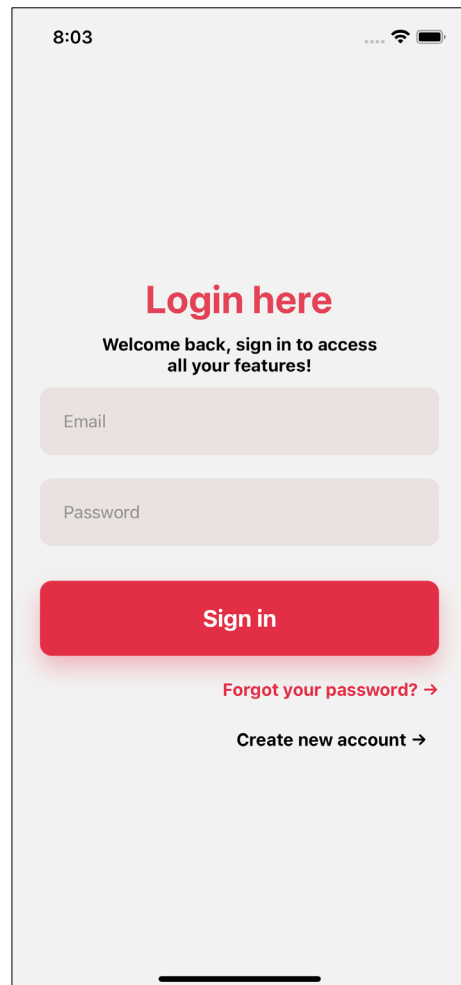 8:03
Login here
Welcome back, sign in to access
all your features!
Email
Password
Sign in
Forgot your password? →
Create new account →